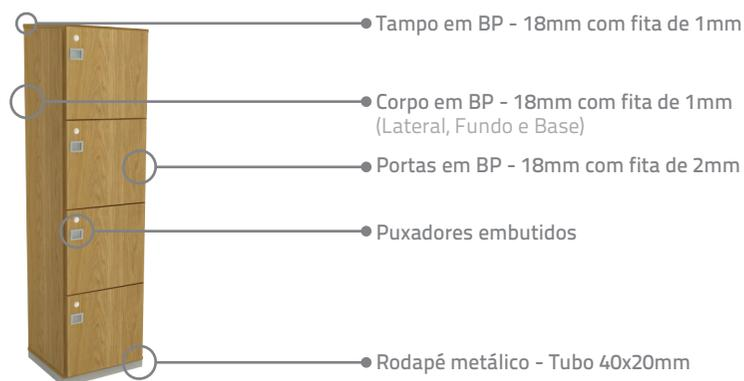 Tampo em BP - 18mm com fita de 1mm
Corpo em BP - 18mm com fita de 1mm
(Lateral, Fundo e Base)
Portas em BP - 18mm com fita de 2mm
Puxadores embutidos
Rodapé metálico - Tubo 40x20mm